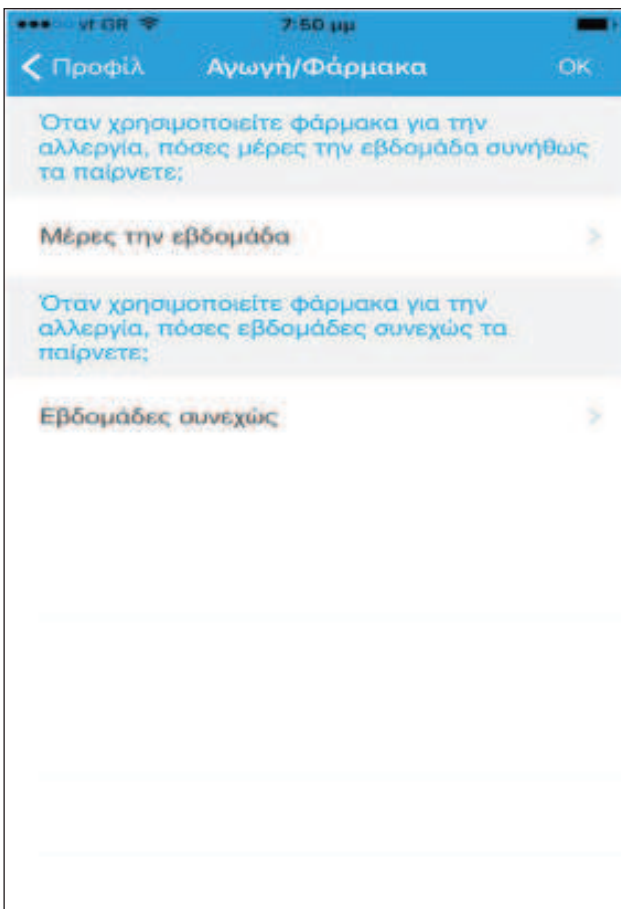 vf GR 7:50 μμ
Προφίλ Αγωγή/Φάρμακα OK
Όταν χρησιμοποιείτε φάρμακα για την
αλλεργία, πόσες μέρες την εβδομάδα συνήθως
τα παίρνετε;
Μέρες την εβδομάδα
Όταν χρησιμοποιείτε φάρμακα για την
αλλεργία, πόσες εβδομάδες συνεχώς τα
παίρνετε;
Εβδομάδες συνεχώς